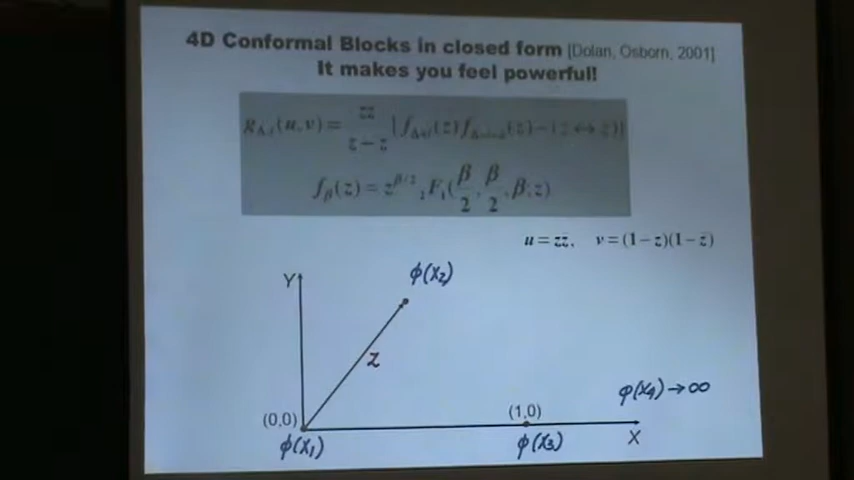 4D Conformal Blocks in closed form [Dolan, Osborn, 2001]
It makes you feel powerful!
f_β(z) = z^{β/2} ₂F₁(β/2, β/2, β; z)
u = zz̄, v = (1−z)(1−z̄)
Y
ϕ(x₂)
z
φ(x₄)→∞
(0,0)
(1,0)
X
ϕ(x₁)
ϕ(x₃)